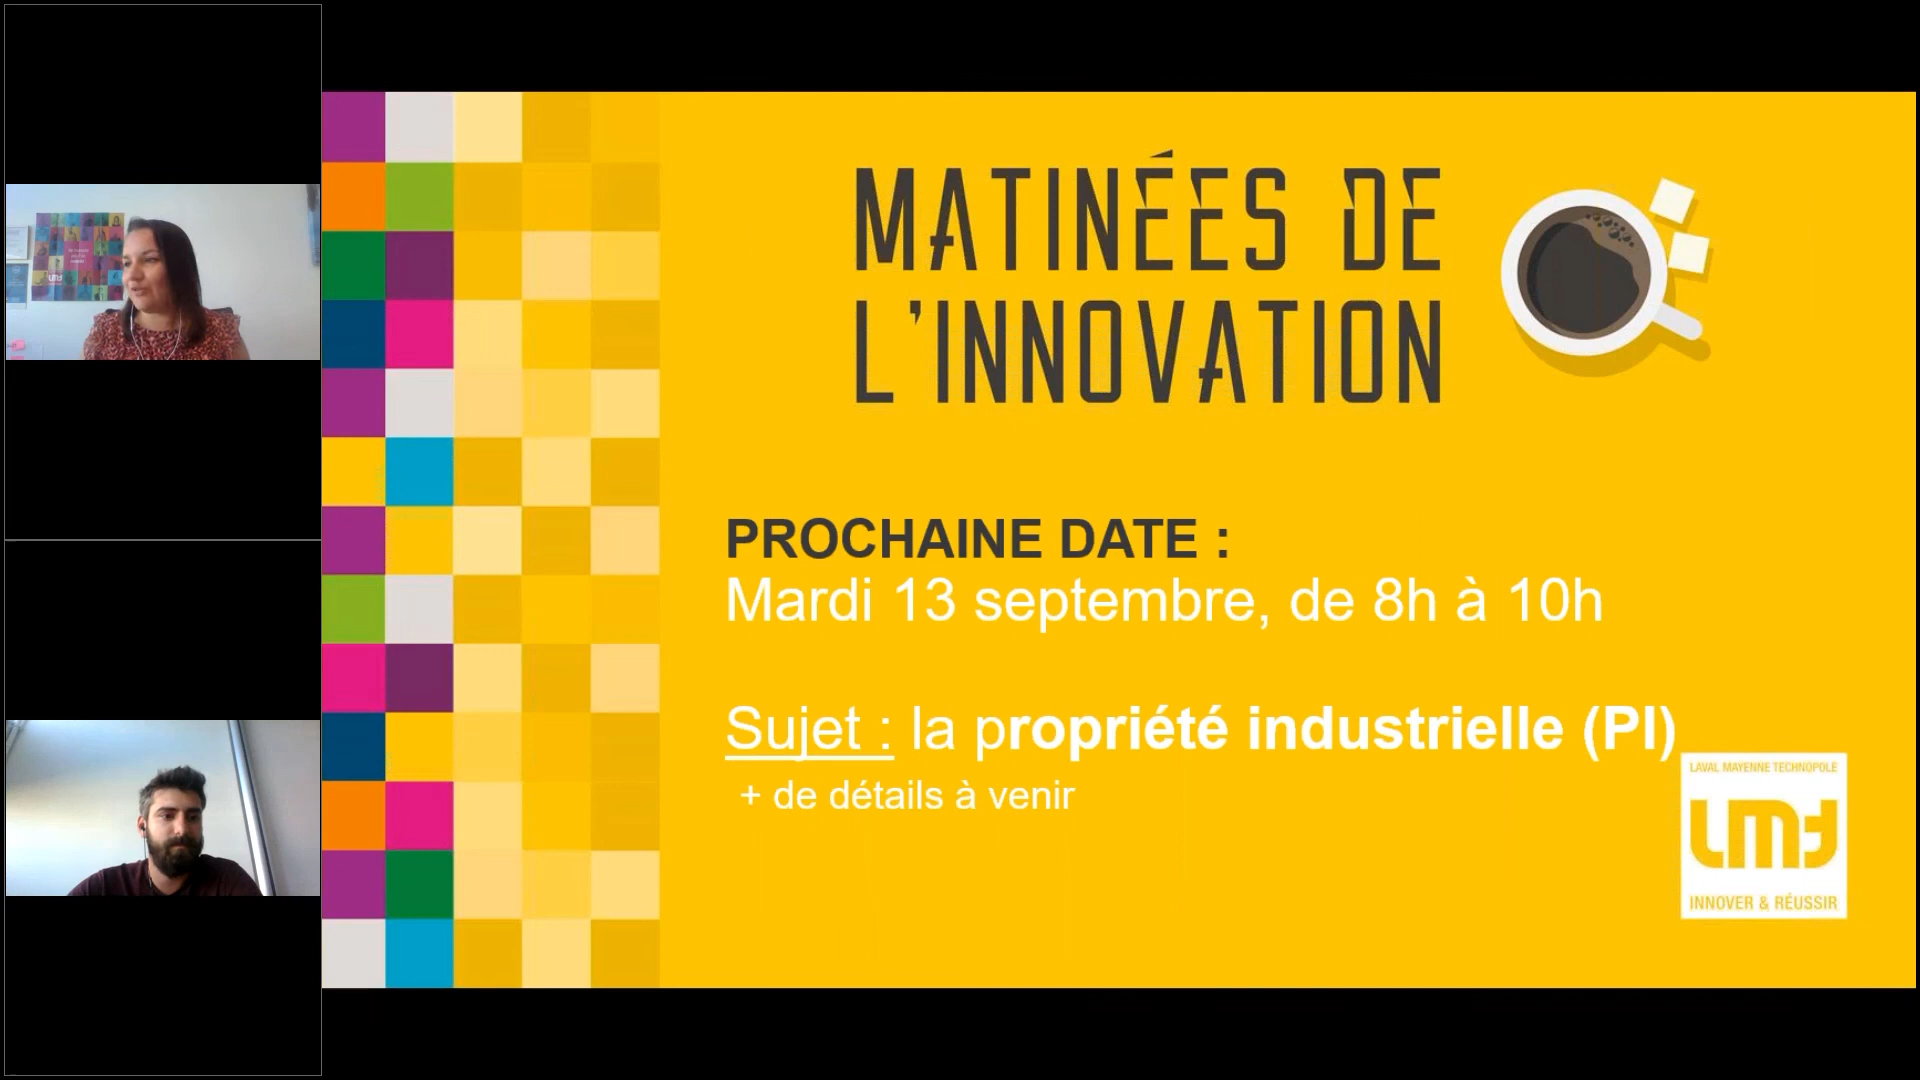 MATINÉES DE
L'INNOVATION
PROCHAINE DATE :
Mardi 13 septembre, de 8h à 10h
Sujet : la propriété industrielle (PI)
+ de détails à venir
LAVAL MAYENNE TECHNOPOLE
lmt
INNOVER & RÉUSSIR